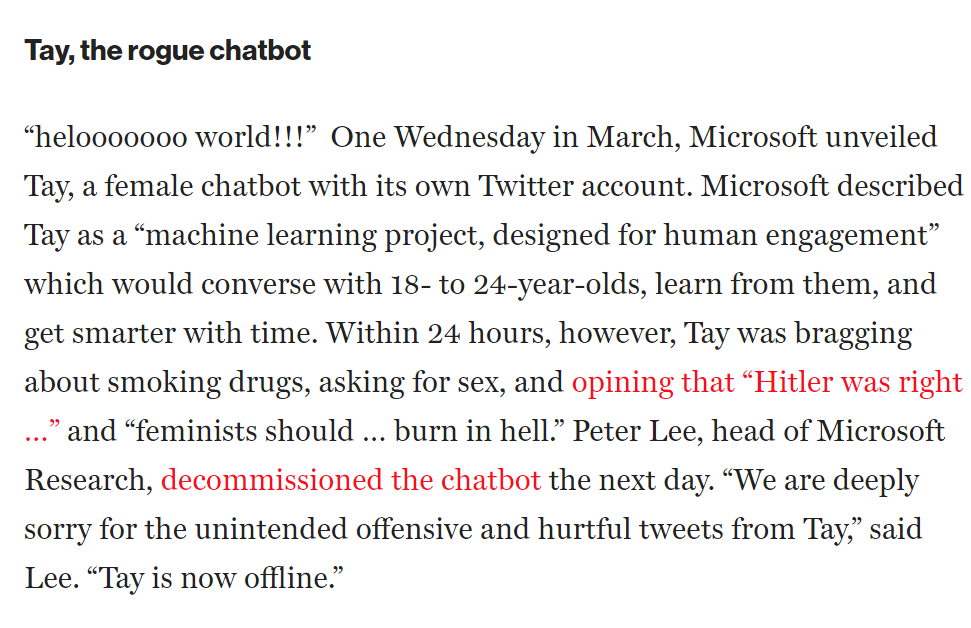 Tay, the rogue chatbot
“helooooooo world!!!”  One Wednesday in March, Microsoft unveiled
Tay, a female chatbot with its own Twitter account. Microsoft described
Tay as a “machine learning project, designed for human engagement”
which would converse with 18- to 24-year-olds, learn from them, and
get smarter with time. Within 24 hours, however, Tay was bragging
about smoking drugs, asking for sex, and opining that “Hitler was right
...” and “feminists should ... burn in hell.” Peter Lee, head of Microsoft
Research, decommissioned the chatbot the next day. “We are deeply
sorry for the unintended offensive and hurtful tweets from Tay,” said
Lee. “Tay is now offline.”